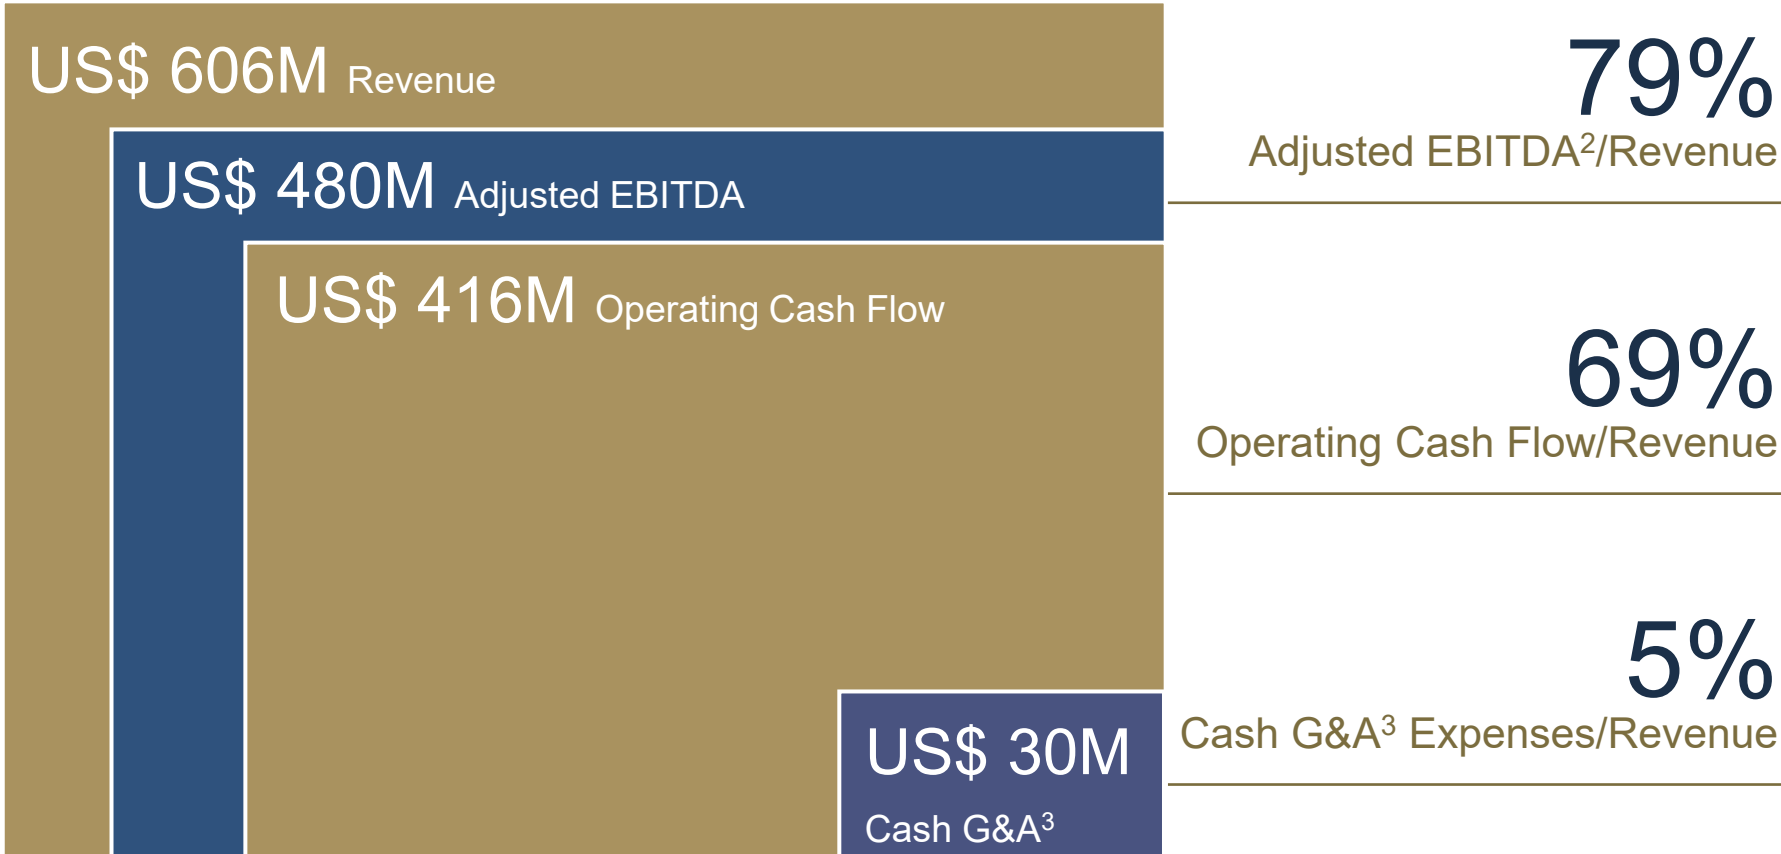 US$ 606M Revenue
US$ 480M Adjusted EBITDA
US$ 416M Operating Cash Flow
US$ 30M
Cash G&A³
79%
Adjusted EBITDA²/Revenue
69%
Operating Cash Flow/Revenue
5%
Cash G&A³ Expenses/Revenue